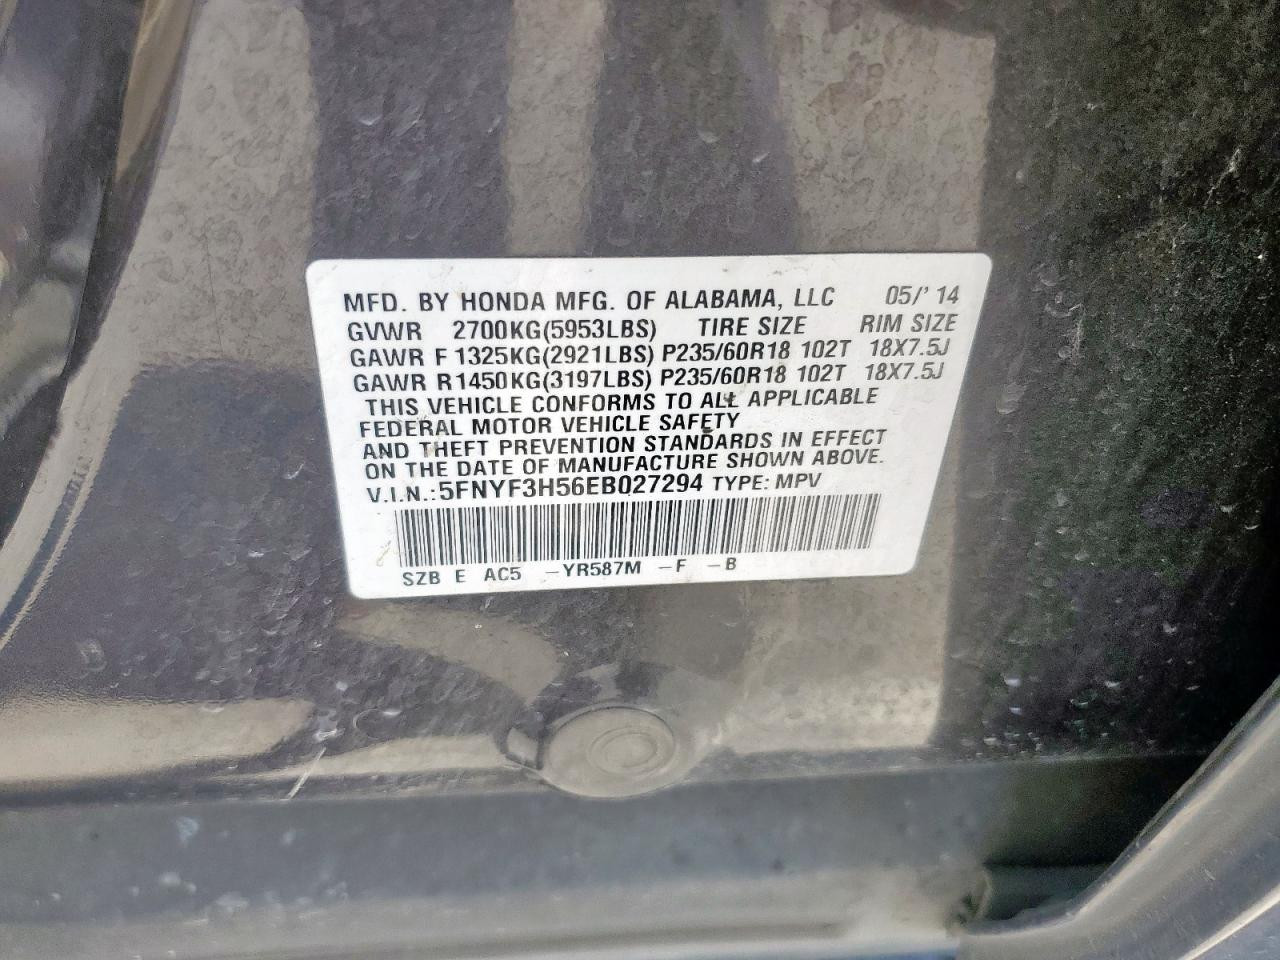 MFD. BY HONDA MFG. OF ALABAMA, LLC 05/'14
GVWR 2700KG(5953LBS) TIRE SIZE RIM SIZE
GAWR F 1325KG(2921LBS) P235/60R18 102T 18X7.5J
GAWR R 1450KG(3197LBS) P235/60R18 102T 18X7.5J
THIS VEHICLE CONFORMS TO ALL APPLICABLE
FEDERAL MOTOR VEHICLE SAFETY
AND THEFT PREVENTION STANDARDS IN EFFECT
ON THE DATE OF MANUFACTURE SHOWN ABOVE.
V.I.N.:5FNYF3H56EB027294 TYPE: MPV
SZB E AC5 -YR587M -F -B